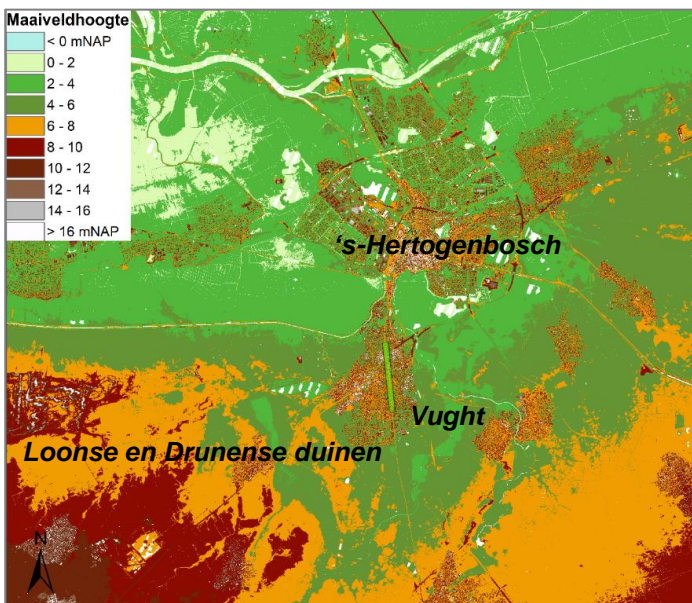 Maaiveldhoogte
< 0 mNAP
0 - 2
2 - 4
4 - 6
6 - 8
8 - 10
10 - 12
12 - 14
14 - 16
> 16 mNAP
‘s-Hertogenbosch
Vught
Loonse en Drunense duinen
N